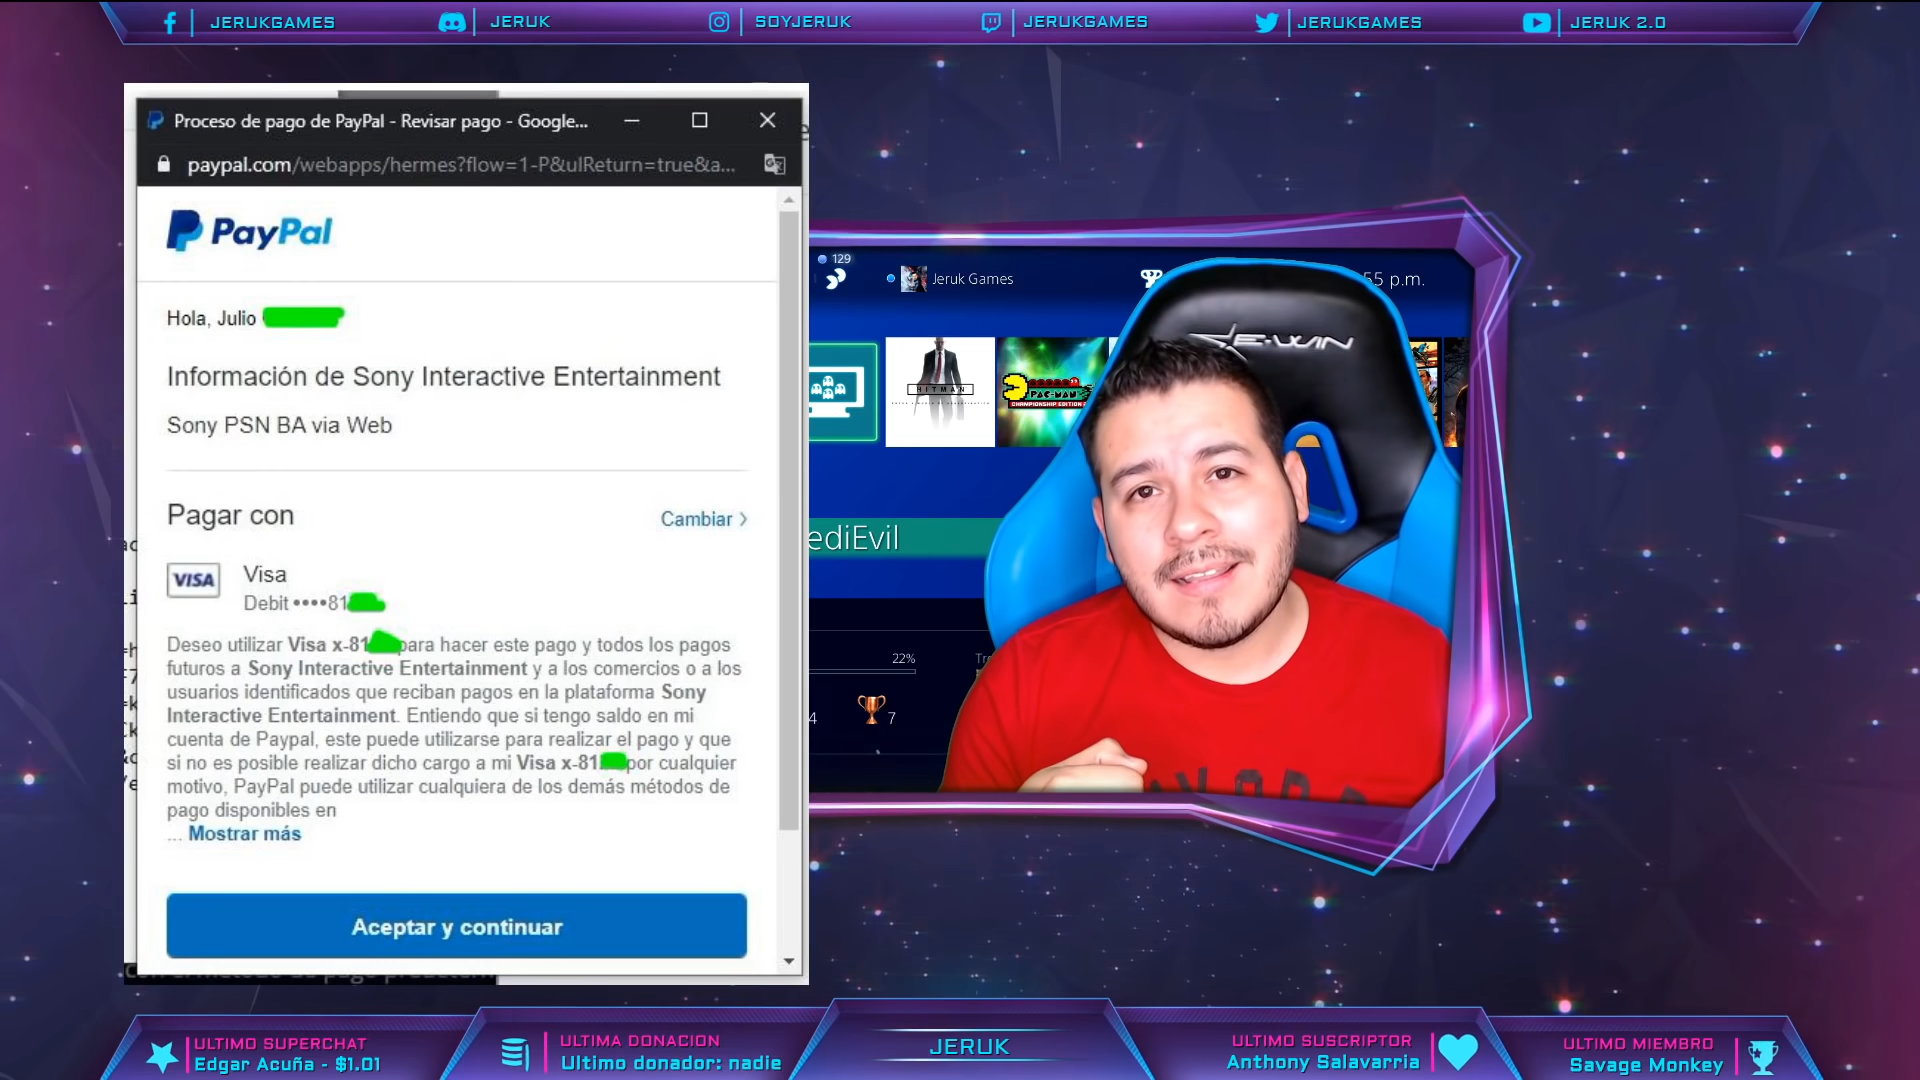 JERUKGAMES
JERUK
SOYJERUK
JERUKGAMES
JERUKGAMES
JERUK 2.0
Proceso de pago de PayPal - Revisar pago - Google...
paypal.com/webapps/hermes?flow=1-P&ulReturn=true&a...
PayPal
Hola, Julio
Información de Sony Interactive Entertainment
Sony PSN BA via Web
Pagar con
Cambiar
VISA
Visa
Debit ••••81
Deseo utilizar Visa x-81 para hacer este pago y todos los pagos
futuros a Sony Interactive Entertainment y a los comercios o a los
usuarios identificados que reciban pagos en la plataforma Sony
Interactive Entertainment. Entiendo que si tengo saldo en mi
cuenta de Paypal, este puede utilizarse para realizar el pago y que
si no es posible realizar dicho cargo a mi Visa x-81 por cualquier
motivo, PayPal puede utilizar cualquiera de los demás métodos de
pago disponibles en
... Mostrar más
Aceptar y continuar
129
Jeruk Games
55 p.m.
E-WIN
HITMAN
PAC-MAN
CHAMPIONSHIP EDITION
ediEvil
22%
Tr
4
7
ULTIMO SUPERCHAT
Edgar Acuña - $1.01
ULTIMA DONACION
Ultimo donador: nadie
JERUK
ULTIMO SUSCRIPTOR
Anthony Salavarria
ULTIMO MIEMBRO
Savage Monkey